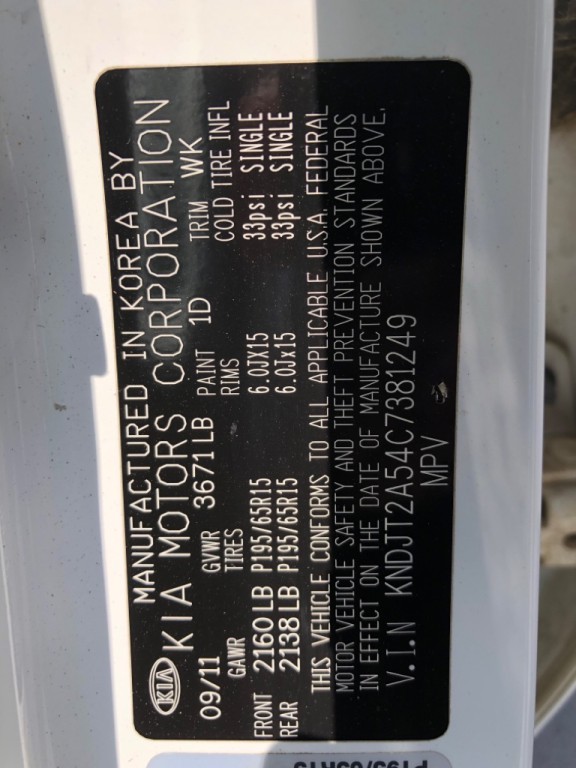 MANUFACTURED IN KOREA BY
KIA KIA MOTORS CORPORATION
09/11 GVWR 3671LB PAINT 1D TRIM WK
GAWR TIRES RIMS COLD TIRE INFL
FRONT 2160LB P195/65R15 6.0JX15 33psi SINGLE
REAR 2138LB P195/65R15 6.0Jx15 33psi SINGLE
THIS VEHICLE CONFORMS TO ALL APPLICABLE U.S.A FEDERAL
MOTOR VEHICLE SAFETY AND THEFT PREVENTION STANDARDS
IN EFFECT ON THE DATE OF MANUFACTURE SHOWN ABOVE.
V.I.N KNDJT2A54C7381249
MPV
P195/65R15